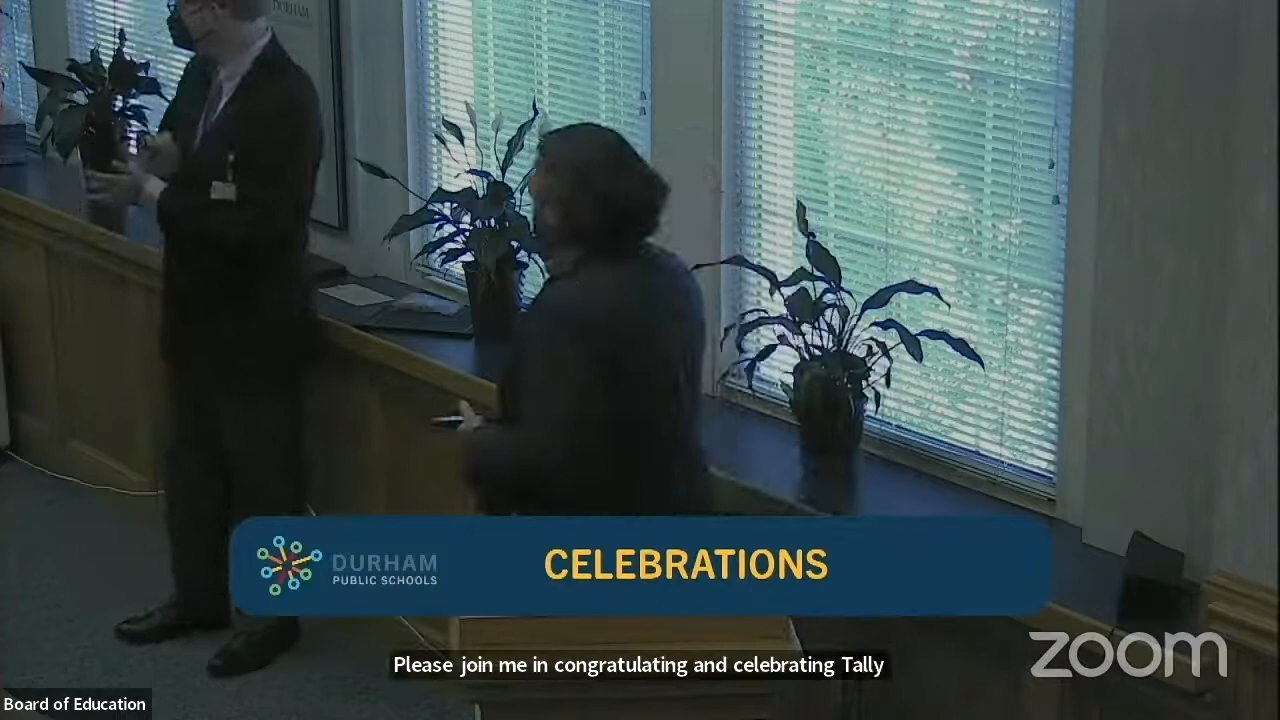 DURHAM
DURHAM
PUBLIC SCHOOLS
CELEBRATIONS
Please join me in congratulating and celebrating Tally
zoom
Board of Education